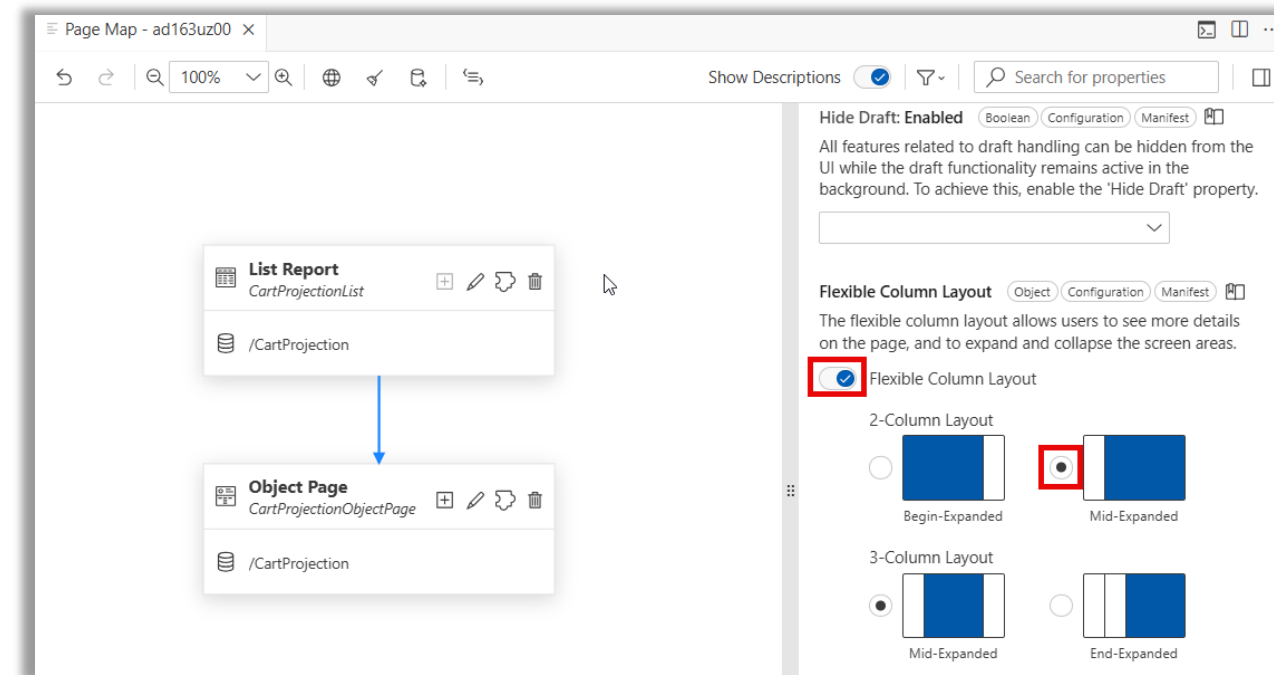 Page Map - ad163uz00
100%
Show Descriptions
Search for properties
List Report
CartProjectionList
/CartProjection
Object Page
CartProjectionObjectPage
/CartProjection
Hide Draft: Enabled Boolean Configuration Manifest
All features related to draft handling can be hidden from the
UI while the draft functionality remains active in the
background. To achieve this, enable the 'Hide Draft' property.
Flexible Column Layout Object Configuration Manifest
The flexible column layout allows users to see more details
on the page, and to expand and collapse the screen areas.
Flexible Column Layout
2-Column Layout
Begin-Expanded Mid-Expanded
3-Column Layout
Mid-Expanded End-Expanded